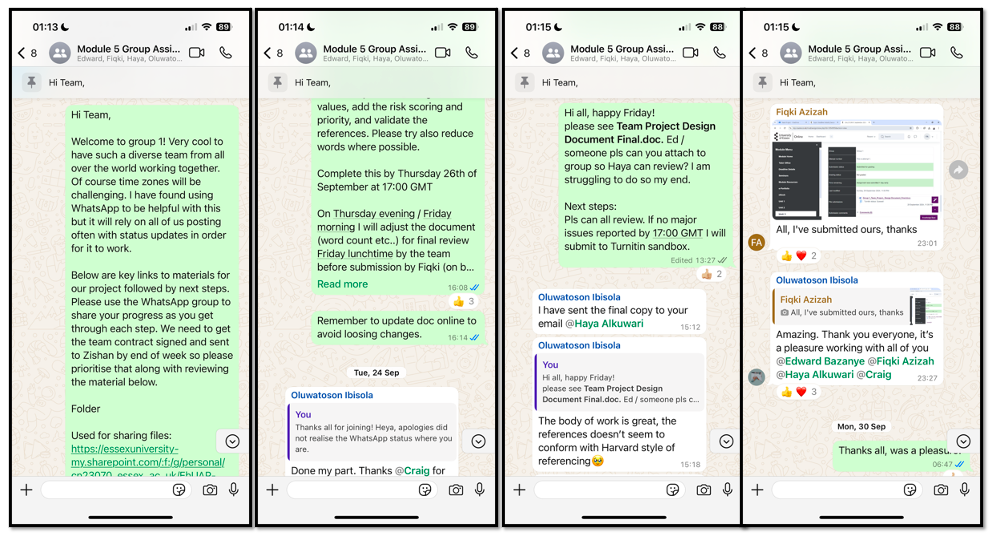 01:13
89
8
Module 5 Group Assi...
Edward, Fiqki, Haya, Oluwato...
Hi Team,
Hi Team,
Welcome to group 1! Very cool to
have such a diverse team from all
over the world working together.
Of course time zones will be
challenging. I have found using
WhatsApp to be helpful with this
but it will rely on all of us posting
often with status updates in order
for it to work.
Below are key links to materials for
our project followed by next steps.
Please use the WhatsApp group to
share your progress as you get
through each step. We need to get
the team contract signed and sent
to Zishan by end of week so please
prioritise that along with reviewing
the material below.
Folder
Used for sharing files:
https://essexuniversity-
my.sharepoint.com/:f:/g/personal/
01:14
89
8
Module 5 Group Assi...
Edward, Fiqki, Haya, Oluwato...
Hi Team,
values, add the risk scoring and
priority, and validate the
references. Please try also reduce
words where possible.
Complete this by Thursday 26th of
September at 17:00 GMT
On Thursday evening / Friday
morning I will adjust the document
(word count etc..) for final review
Friday lunchtime by the team
before submission by Fiqki (on b...
Read more
16:08
3
Remember to update doc online to
avoid loosing changes.
16:14
Tue, 24 Sep
Oluwatoson Ibisola
You
Thanks all for joining! Heya, apologies did
not realise the WhatsApp status where you
are.
Done my part. Thanks @Craig for
01:15
88
8
Module 5 Group Assi...
Edward, Fiqki, Haya, Oluwato...
Hi Team,
Hi all, happy Friday!
please see Team Project Design
Document Final.doc. Ed /
someone pls can you attach to
group so Haya can review? I am
struggling to do so my end.
Next steps:
Pls can all review. If no major
issues reported by 17:00 GMT I will
submit to Turnitin sandbox.
Edited 13:27
2
Oluwatoson Ibisola
I have sent the final copy to your
email @Haya Alkuwari
15:12
Oluwatoson Ibisola
You
Hi all, happy Friday!
please see Team Project Design
Document Final.doc. Ed / someone pls c...
The body of work is great, the
references doesn't seem to
conform with Harvard style of
referencing🥹
15:18
01:15
88
8
Module 5 Group Assi...
Edward, Fiqki, Haya, Oluwato...
Hi Team,
Fiqki Azizah
FA
All, I've submitted ours, thanks
23:01
2
Oluwatoson Ibisola
Fiqki Azizah
All, I've submitted ours, thanks
Amazing. Thank you everyone, it's
a pleasure working with all of you
@Edward Bazanye @Fiqki Azizah
@Haya Alkuwari @Craig
23:27
3
Mon, 30 Sep
Thanks all, was a pleasure.
06:47